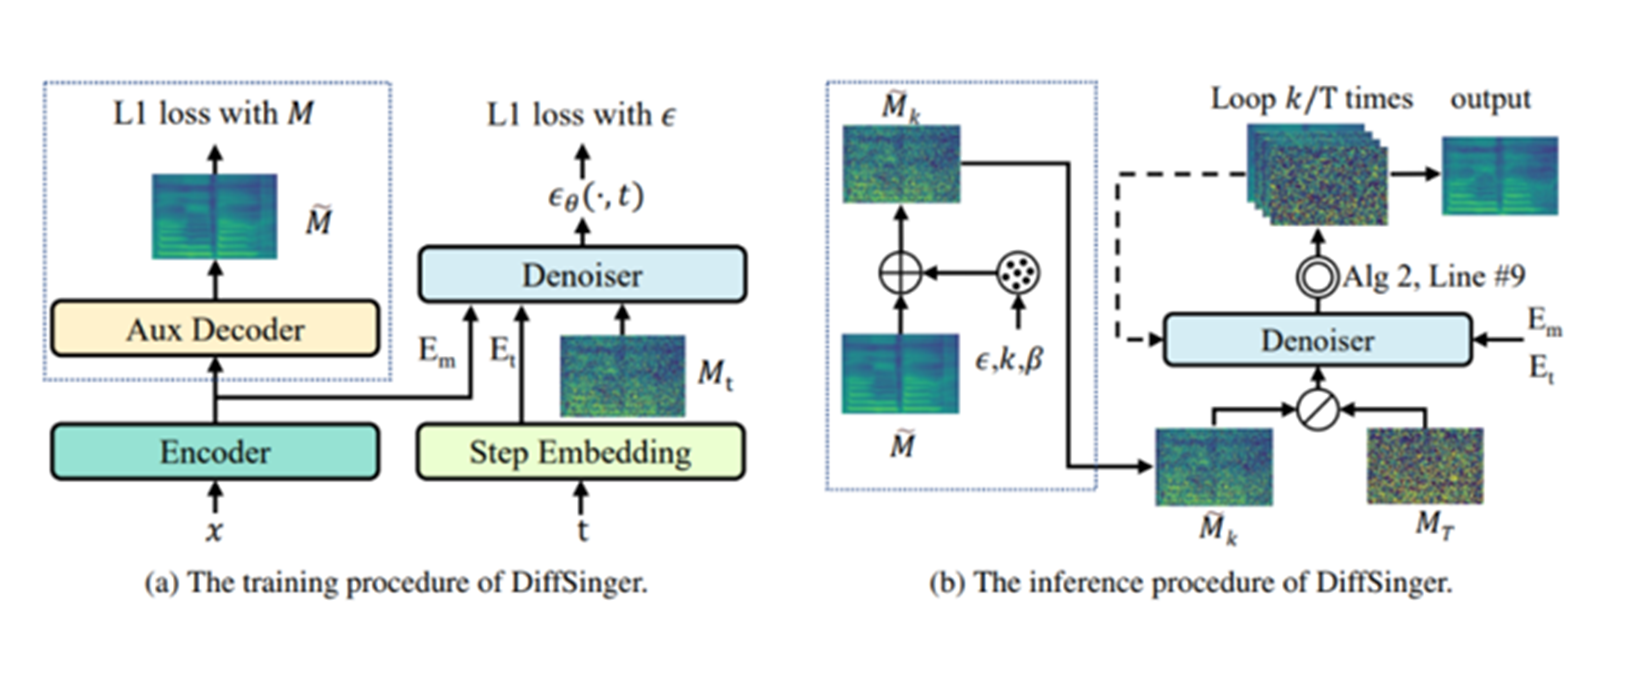 L1 loss with M
M̃
Aux Decoder
Encoder
x
L1 loss with ϵ
ϵθ(·, t)
Denoiser
Em
Et
Mt
Step Embedding
t
(a) The training procedure of DiffSinger.
M̃k
ϵ,k,β
M̃
Loop k/T times
output
Alg 2, Line #9
Denoiser
Em
Et
M̃k
MT
(b) The inference procedure of DiffSinger.